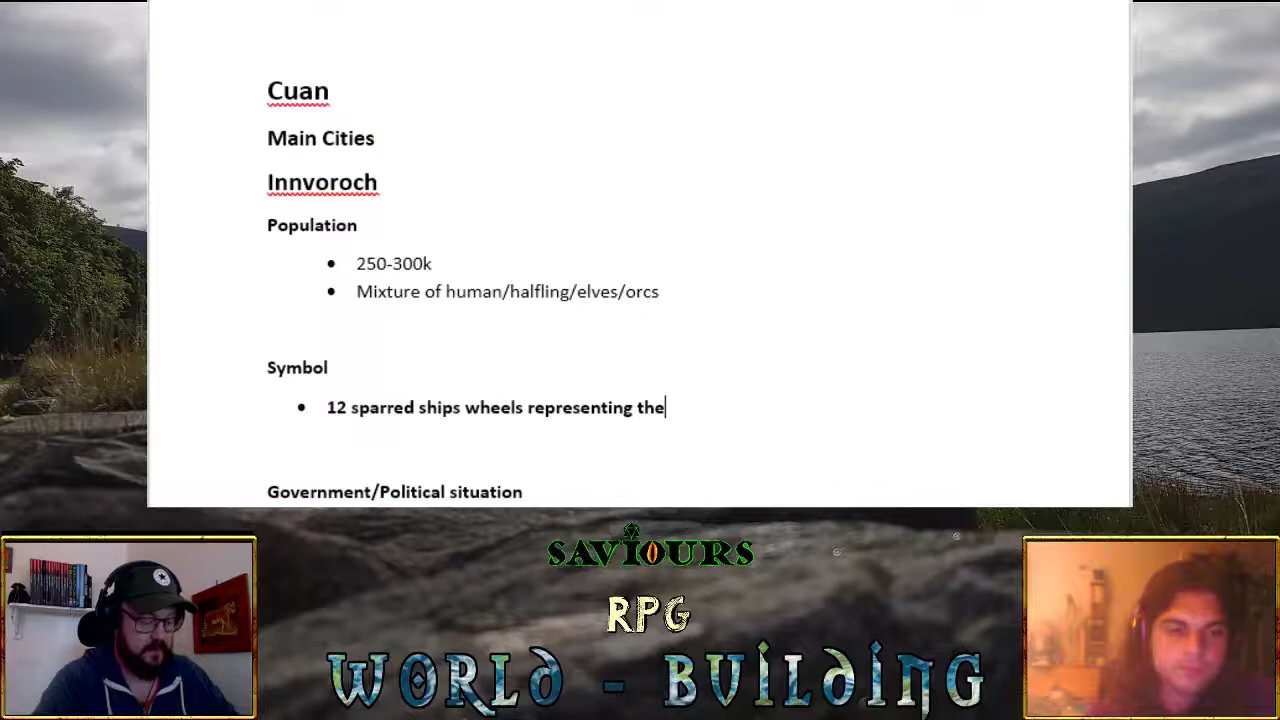 Cuan
Main Cities
Innvoroch
Population
• 250-300k
• Mixture of human/halfling/elves/orcs
Symbol
• 12 sparred ships wheels representing the
Government/Political situation
SAVIOURS
RPG
WORLD - BUILDING